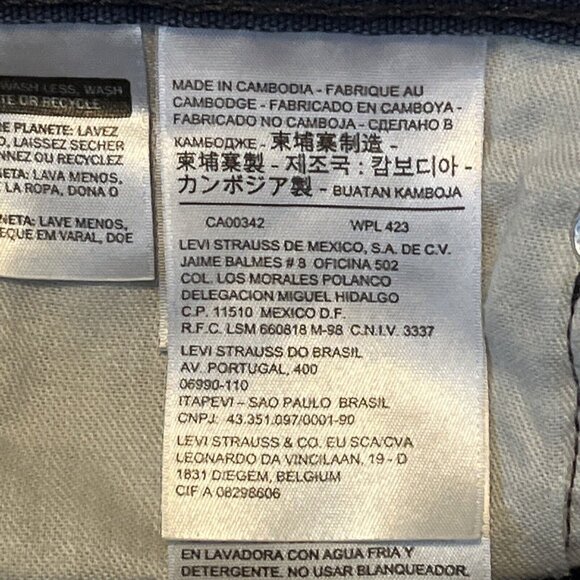 WASH LESS, WASH
OR RECYCLE
PLANETE: LAVEZ
LAISSEZ SECHER
NNEZ OU RECYCLEZ
NETA: LAVA MENOS,
LA ROPA, DONA O
NETA: LAVE MENOS,
EQUE EM VARAL, DOE
MADE IN CAMBODIA - FABRIQUE AU
CAMBODGE - FABRICADO EN CAMBOYA -
FABRICADO NO CAMBOJA - СДЕЛАНО В
КАМБОДЖЕ - 柬埔寨制造 -
柬埔寨製 - 제조국 : 캄보디아 -
カンボジア製 - BUATAN KAMBOJA
CA00342 WPL 423
LEVI STRAUSS DE MEXICO, S.A. DE C.V.
JAIME BALMES # 8 OFICINA 502
COL. LOS MORALES POLANCO
DELEGACION MIGUEL HIDALGO
C.P. 11510 MEXICO D.F.
R.F.C. LSM 660818 M-98 C.N.I.V. 3337
LEVI STRAUSS DO BRASIL
AV. PORTUGAL, 400
06990-110
ITAPEVI - SAO PAULO BRASIL
CNPJ: 43.351.097/0001-90
LEVI STRAUSS & CO. EU SCA/CVA
LEONARDO DA VINCILAAN, 19 - D
1831 DIEGEM, BELGIUM
CIF A 08298606
EN LAVADORA CON AGUA FRIA Y
DETERGENTE. NO USAR BLANQUEADOR.